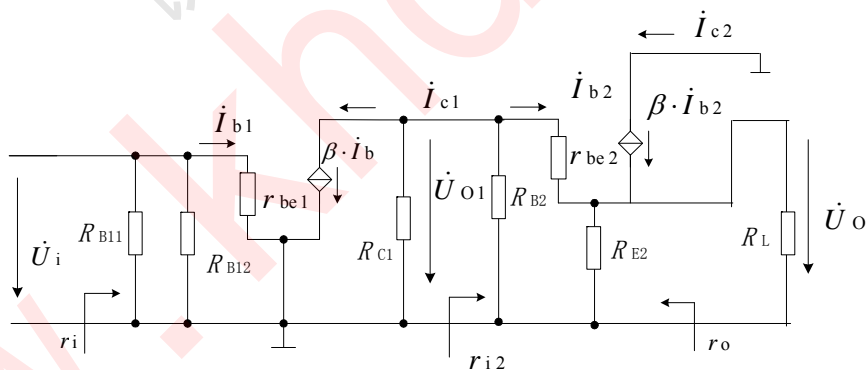 İc2
İb1
İc1
İb2
β·İb2
β·İb
rbe1
rbe2
U̇O1
RB2
U̇i
RB11
RB12
RC1
RE2
RL
U̇O
ri
ri2
ro